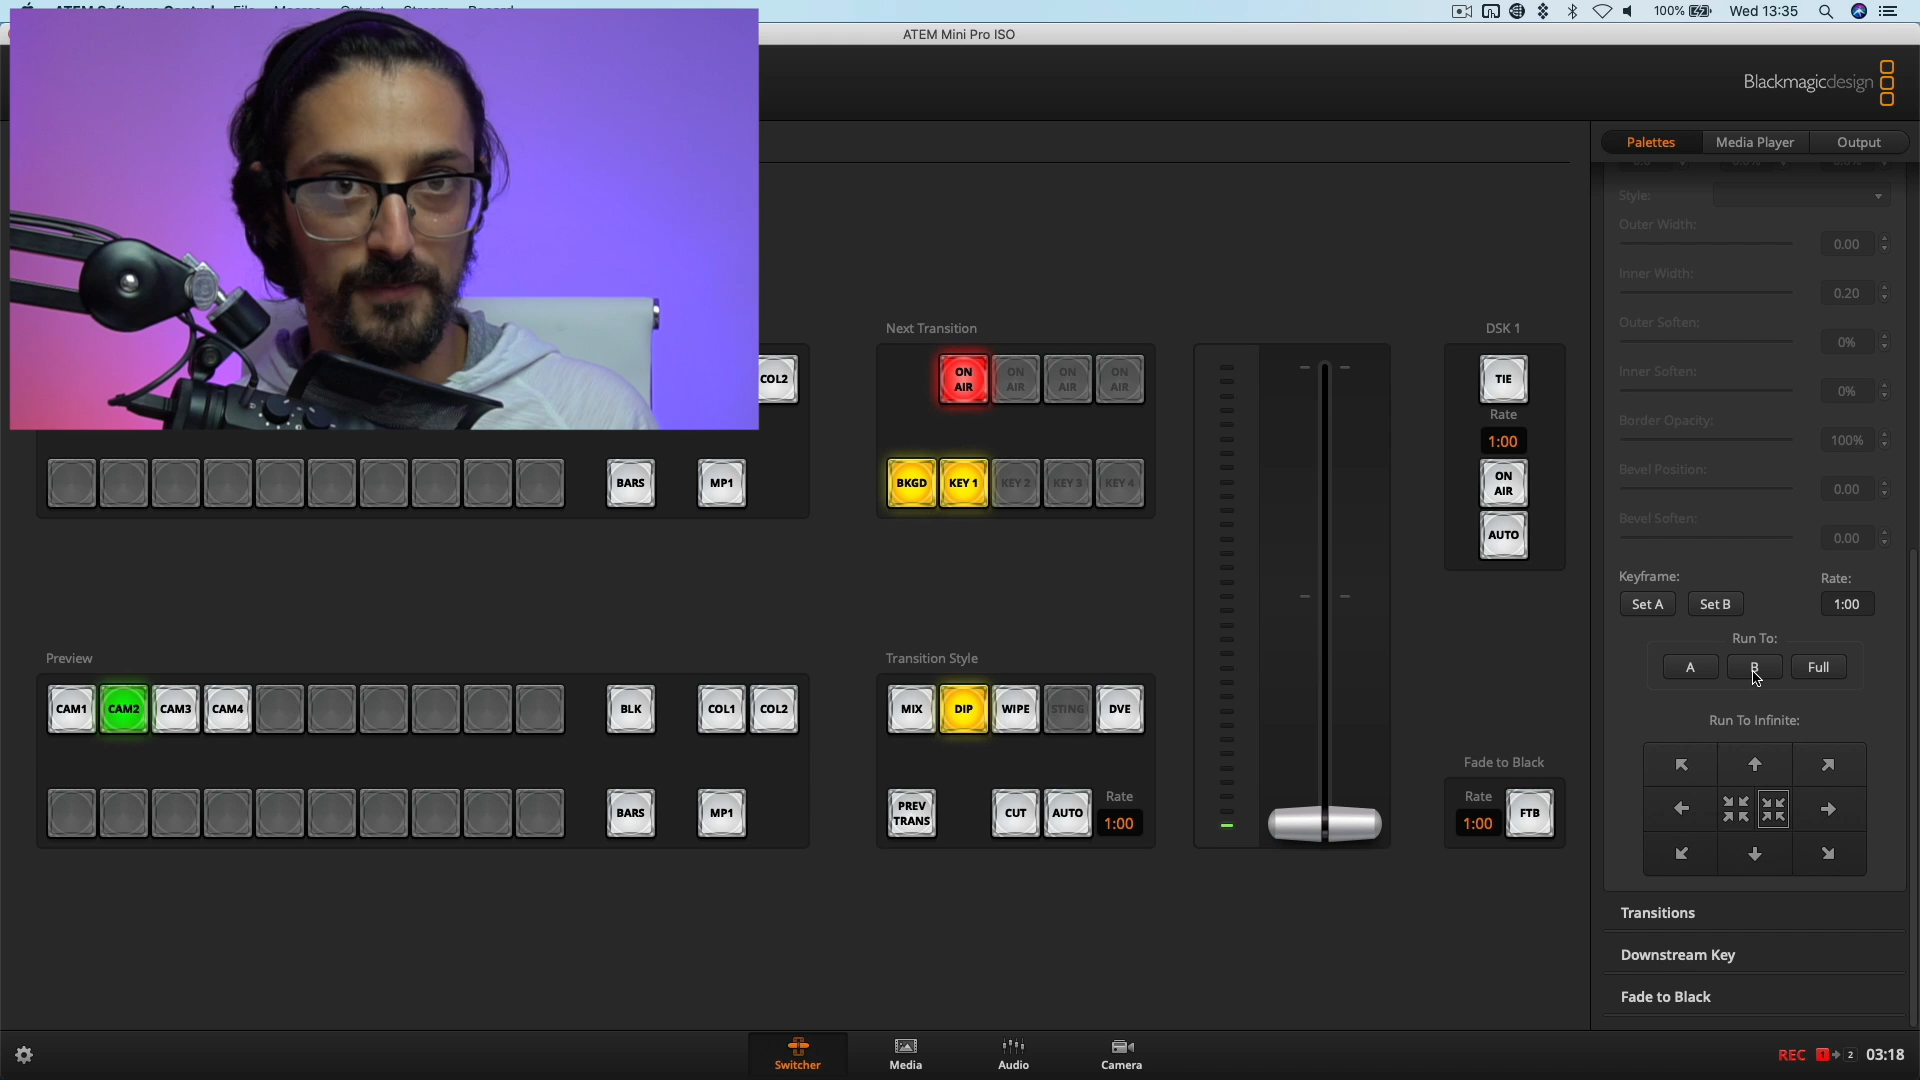 100%
Wed 13:35
ATEM Mini Pro ISO
Blackmagicdesign
Palettes
Media Player
Output
Style:
Outer Width:
0.00
Inner Width:
0.20
Outer Soften:
0%
Inner Soften:
0%
Border Opacity:
100%
Bevel Position:
0.00
Bevel Soften:
0.00
Keyframe:
Rate:
Set A
Set B
1:00
Run To:
A
B
Full
Run To Infinite:
Transitions
Downstream Key
Fade to Black
COL2
BARS
MP1
Next Transition
ON AIR
ON AIR
ON AIR
ON AIR
BKGD
KEY 1
KEY 2
KEY 3
KEY 4
DSK 1
TIE
Rate
1:00
ON AIR
AUTO
Preview
CAM1
CAM2
CAM3
CAM4
BLK
COL1
COL2
BARS
MP1
Transition Style
MIX
DIP
WIPE
STING
DVE
PREV TRANS
CUT
AUTO
Rate
1:00
Fade to Black
Rate
1:00
FTB
Switcher
Media
Audio
Camera
REC
1
2
03:18